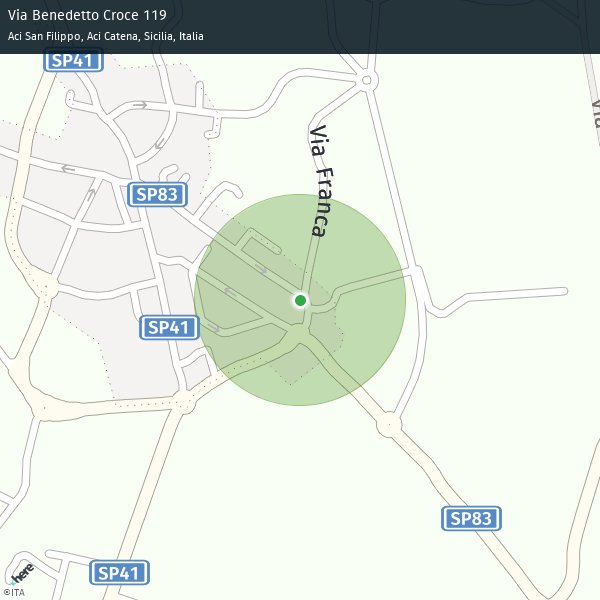 Via Benedetto Croce 119
Aci San Filippo, Aci Catena, Sicilia, Italia
SP41
Via Franca
SP83
SP41
SP83
SP41
here
©ITA